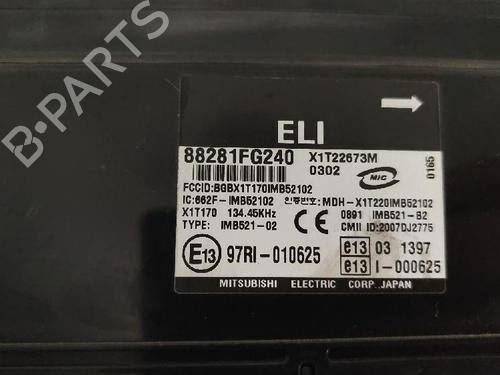 ELI
88281FG240 X1T22673M
0302 MIC 0165
FCCID:BGBX1T170IMB52102
IC:662F-IMB52102 인증번호:MDH-X1T220IMB52102
X1T170 134.45KHz CE 0891 IMB521-B2
TYPE: IMB521-02 CMII ID:2007DJ2775
E13 97RI-010625 e13 03 1397
e13 I-000625
MITSUBISHI ELECTRIC CORP. JAPAN
B-PARTS